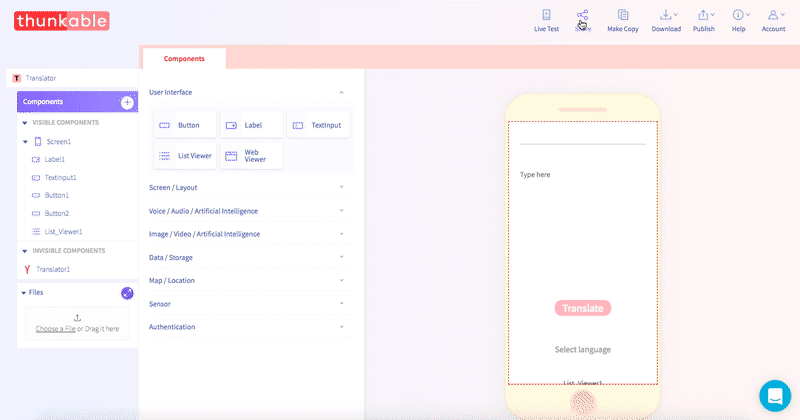 thunkable
Live Test
Share
Make Copy
Download
Publish
Help
Account
Components
T Translator
Components
VISIBLE COMPONENTS
Screen1
Label1
TextInput1
Button1
Button2
List_Viewer1
INVISIBLE COMPONENTS
Translator1
Files
Choose a File or Drag it here
User Interface
Button
Label
TextInput
List Viewer
Web
Viewer
Screen / Layout
Voice / Audio / Artificial Intelligence
Image / Video / Artificial Intelligence
Data / Storage
Map / Location
Sensor
Authentication
Type here
Translate
Select language
List_Viewer1